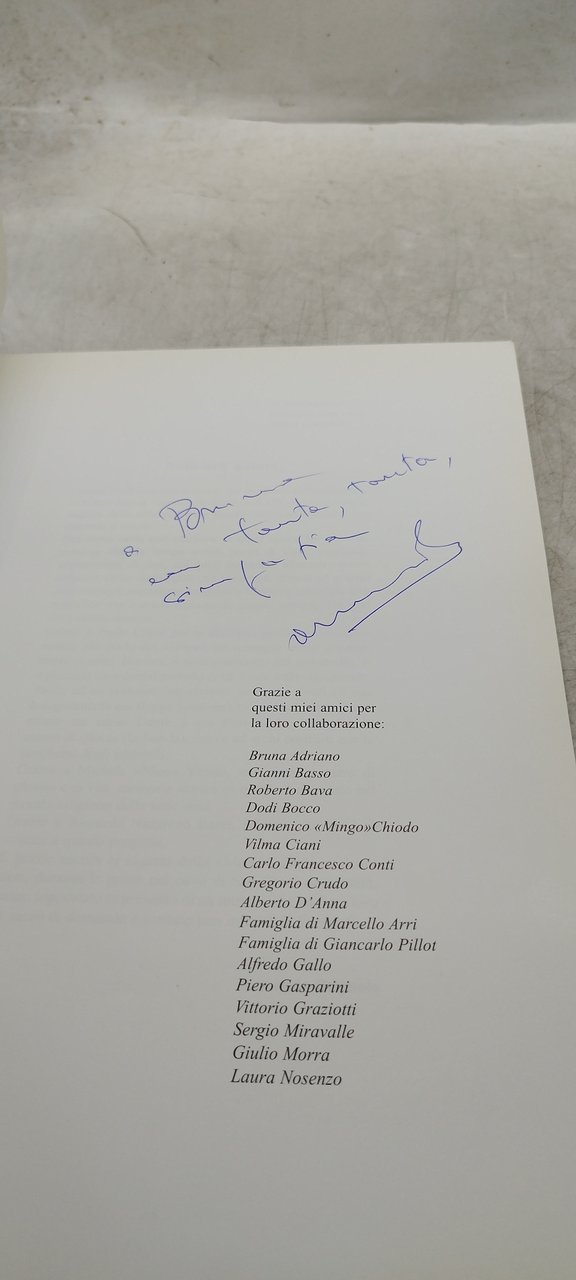 a Bruna
con tanta, tanta,
simpatia
Grazie a
questi miei amici per
la loro collaborazione:
Bruna Adriano
Gianni Basso
Roberto Bava
Dodi Bocco
Domenico «Mingo»Chiodo
Vilma Ciani
Carlo Francesco Conti
Gregorio Crudo
Alberto D'Anna
Famiglia di Marcello Arri
Famiglia di Giancarlo Pillot
Alfredo Gallo
Piero Gasparini
Vittorio Graziotti
Sergio Miravalle
Giulio Morra
Laura Nosenzo